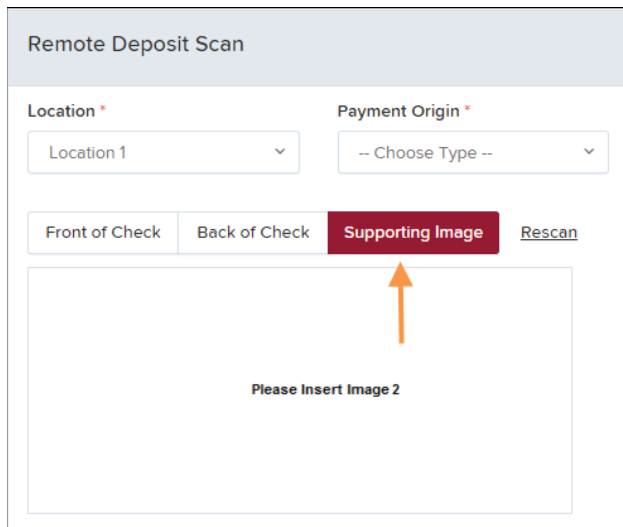 Remote Deposit Scan
Location * Payment Origin *
Location 1 -- Choose Type --
Front of Check Back of Check Supporting Image Rescan
Please Insert Image 2